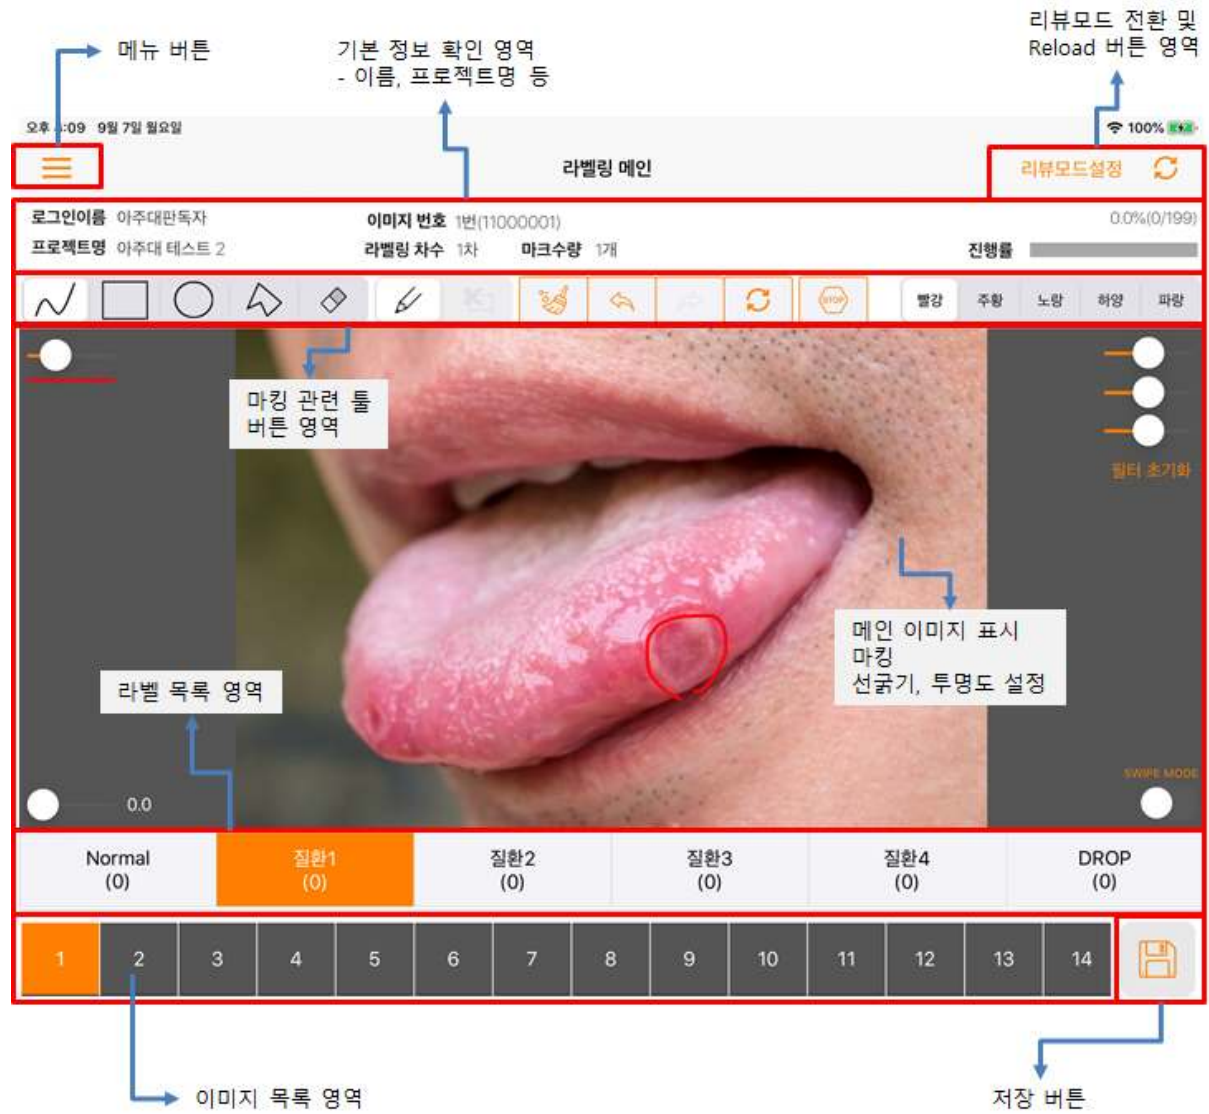 메뉴 버튼
기본 정보 확인 영역
- 이름, 프로젝트명 등
리뷰모드 전환 및
Reload 버튼 영역
9월 7일 월요일
100%
라벨링 메인
리뷰모드설정
로그인이름 아주대판독자
이미지 번호 1번(11000001)
0.0%(0/199)
프로젝트명 아주대 테스트 2
라벨링 차수 1차 마크수량 1개
진행률
STOP
빨강 주황 노랑 하양 파랑
마킹 관련 툴
버튼 영역
필터 초기화
메인 이미지 표시
마킹
선굵기, 투명도 설정
라벨 목록 영역
SWIPE MODE
0.0
Normal
(0)
질환1
(0)
질환2
(0)
질환3
(0)
질환4
(0)
DROP
(0)
1 2 3 4 5 6 7 8 9 10 11 12 13 14
이미지 목록 영역
저장 버튼